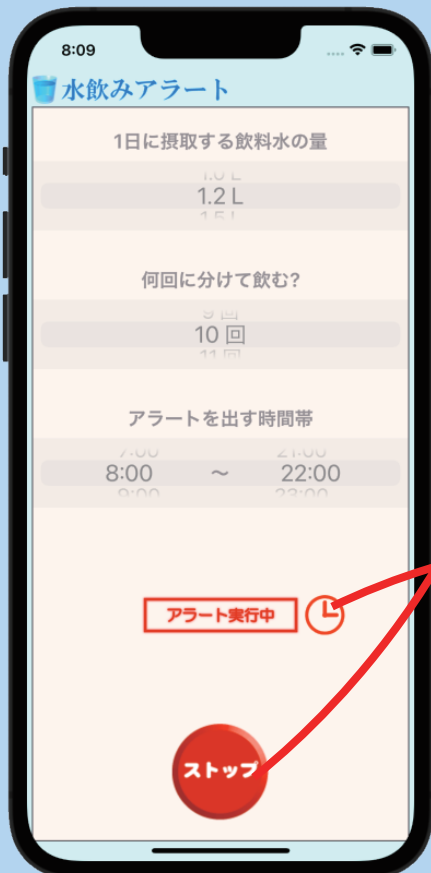 8:09
水飲みアラート
1日に摂取する飲料水の量
1.2 L
何回に分けて飲む?
9 回
10 回
11 回
アラートを出す時間帯
7:00 21:00
8:00 ～ 22:00
9:00 23:00
アラート実行中
ストップ